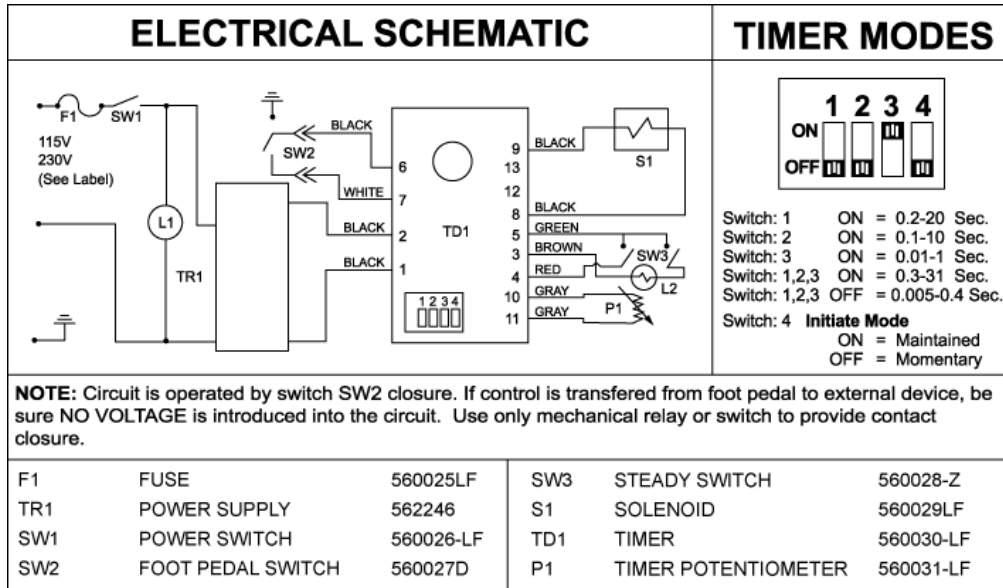 ELECTRICAL SCHEMATIC
TIMER MODES
F1
SW1
115V
230V
(See Label)
L1
TR1
SW2
BLACK
WHITE
BLACK
BLACK
6
7
2
1
TD1
1 2 3 4
9
13
12
8
5
3
4
10
11
BLACK
S1
BLACK
GREEN
BROWN
SW3
RED
L2
GRAY
P1
GRAY
1 2 3 4
ON
OFF
Switch: 1 ON = 0.2-20 Sec.
Switch: 2 ON = 0.1-10 Sec.
Switch: 3 ON = 0.01-1 Sec.
Switch: 1,2,3 ON = 0.3-31 Sec.
Switch: 1,2,3 OFF = 0.005-0.4 Sec.
Switch: 4 Initiate Mode
ON = Maintained
OFF = Momentary
NOTE: Circuit is operated by switch SW2 closure. If control is transfered from foot pedal to external device, be
sure NO VOLTAGE is introduced into the circuit. Use only mechanical relay or switch to provide contact
closure.
F1 FUSE 560025LF
TR1 POWER SUPPLY 562246
SW1 POWER SWITCH 560026-LF
SW2 FOOT PEDAL SWITCH 560027D
SW3 STEADY SWITCH 560028-Z
S1 SOLENOID 560029LF
TD1 TIMER 560030-LF
P1 TIMER POTENTIOMETER 560031-LF